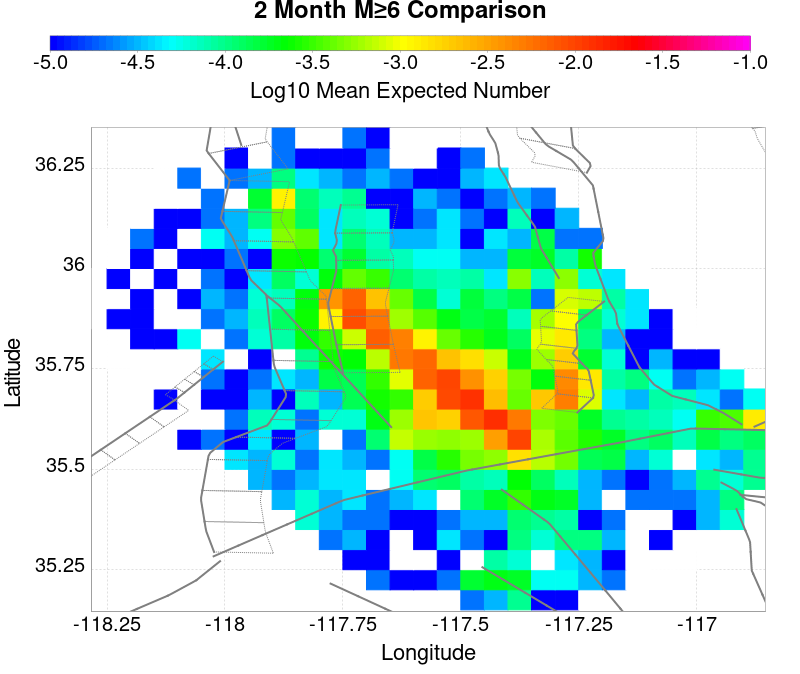 2 Month M≥6 Comparison
-5.0 -4.5 -4.0 -3.5 -3.0 -2.5 -2.0 -1.5 -1.0
Log10 Mean Expected Number
36.25
36
35.75
35.5
35.25
Latitude
-118.25 -118 -117.75 -117.5 -117.25 -117
Longitude